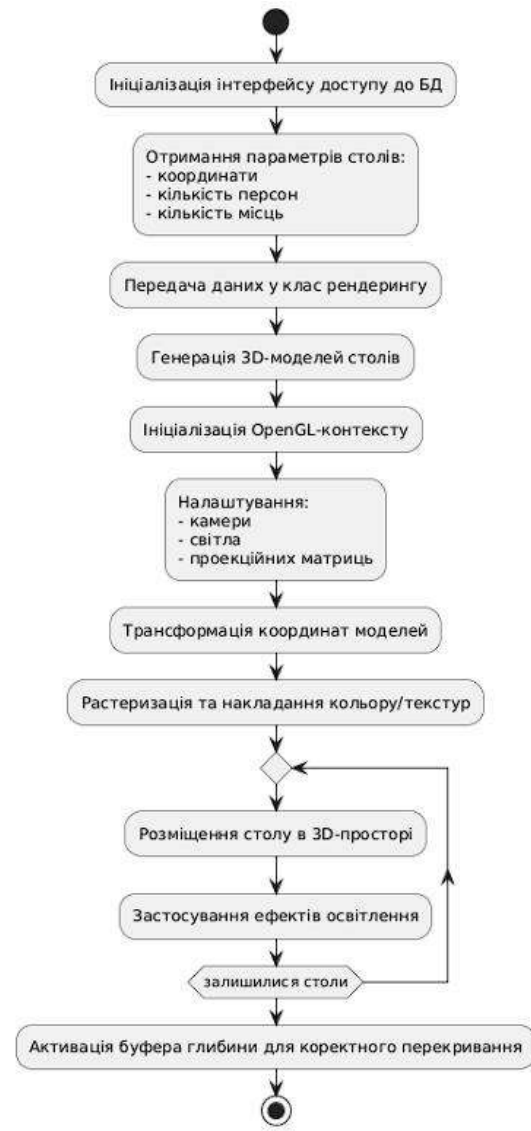 Ініціалізація інтерфейсу доступу до БД
Отримання параметрів столів:
- координати
- кількість персон
- кількість місць
Передача даних у клас рендерингу
Генерація 3D-моделей столів
Ініціалізація OpenGL-контексту
Налаштування:
- камери
- світла
- проекційних матриць
Трансформація координат моделей
Растеризація та накладання кольору/текстур
Розміщення столу в 3D-просторі
Застосування ефектів освітлення
залишилися столи
Активація буфера глибини для коректного перекривання